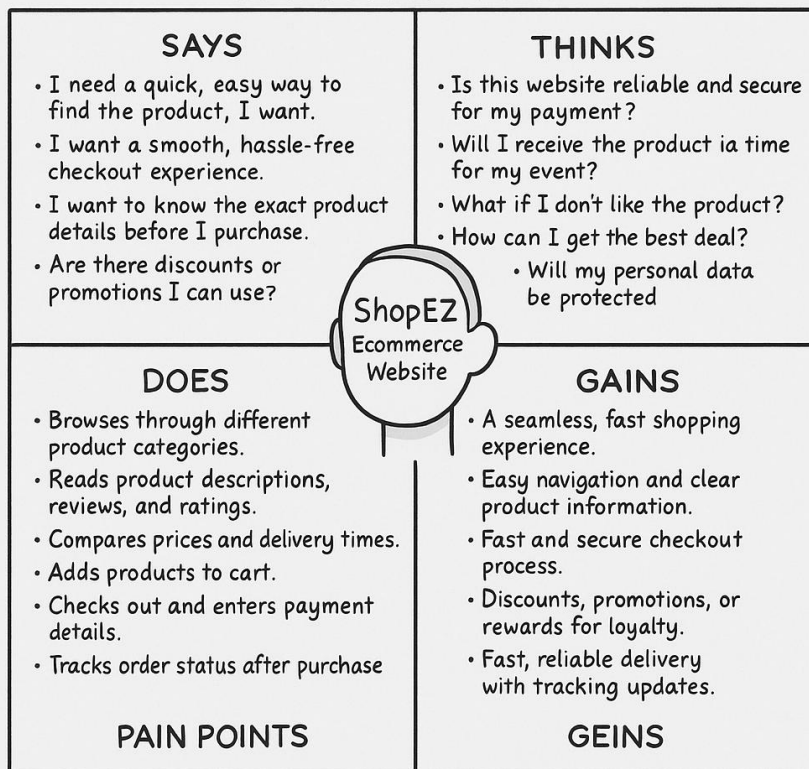 SAYS
• I need a quick, easy way to
find the product, I want.
• I want a smooth, hassle-free
checkout experience.
• I want to know the exact product
details before I purchase.
• Are there discounts or
promotions I can use?
THINKS
• Is this website reliable and secure
for my payment?
• Will I receive the product ia time
for my event?
• What if I don't like the product?
• How can I get the best deal?
• Will my personal data
be protected
ShopEZ
Ecommerce
Website
DOES
• Browses through different
product categories.
• Reads product descriptions,
reviews, and ratings.
• Compares prices and delivery times.
• Adds products to cart.
• Checks out and enters payment
details.
• Tracks order status after purchase
GAINS
• A seamless, fast shopping
experience.
• Easy navigation and clear
product information.
• Fast and secure checkout
process.
• Discounts, promotions, or
rewards for loyalty.
• Fast, reliable delivery
with tracking updates.
PAIN POINTS
GEINS